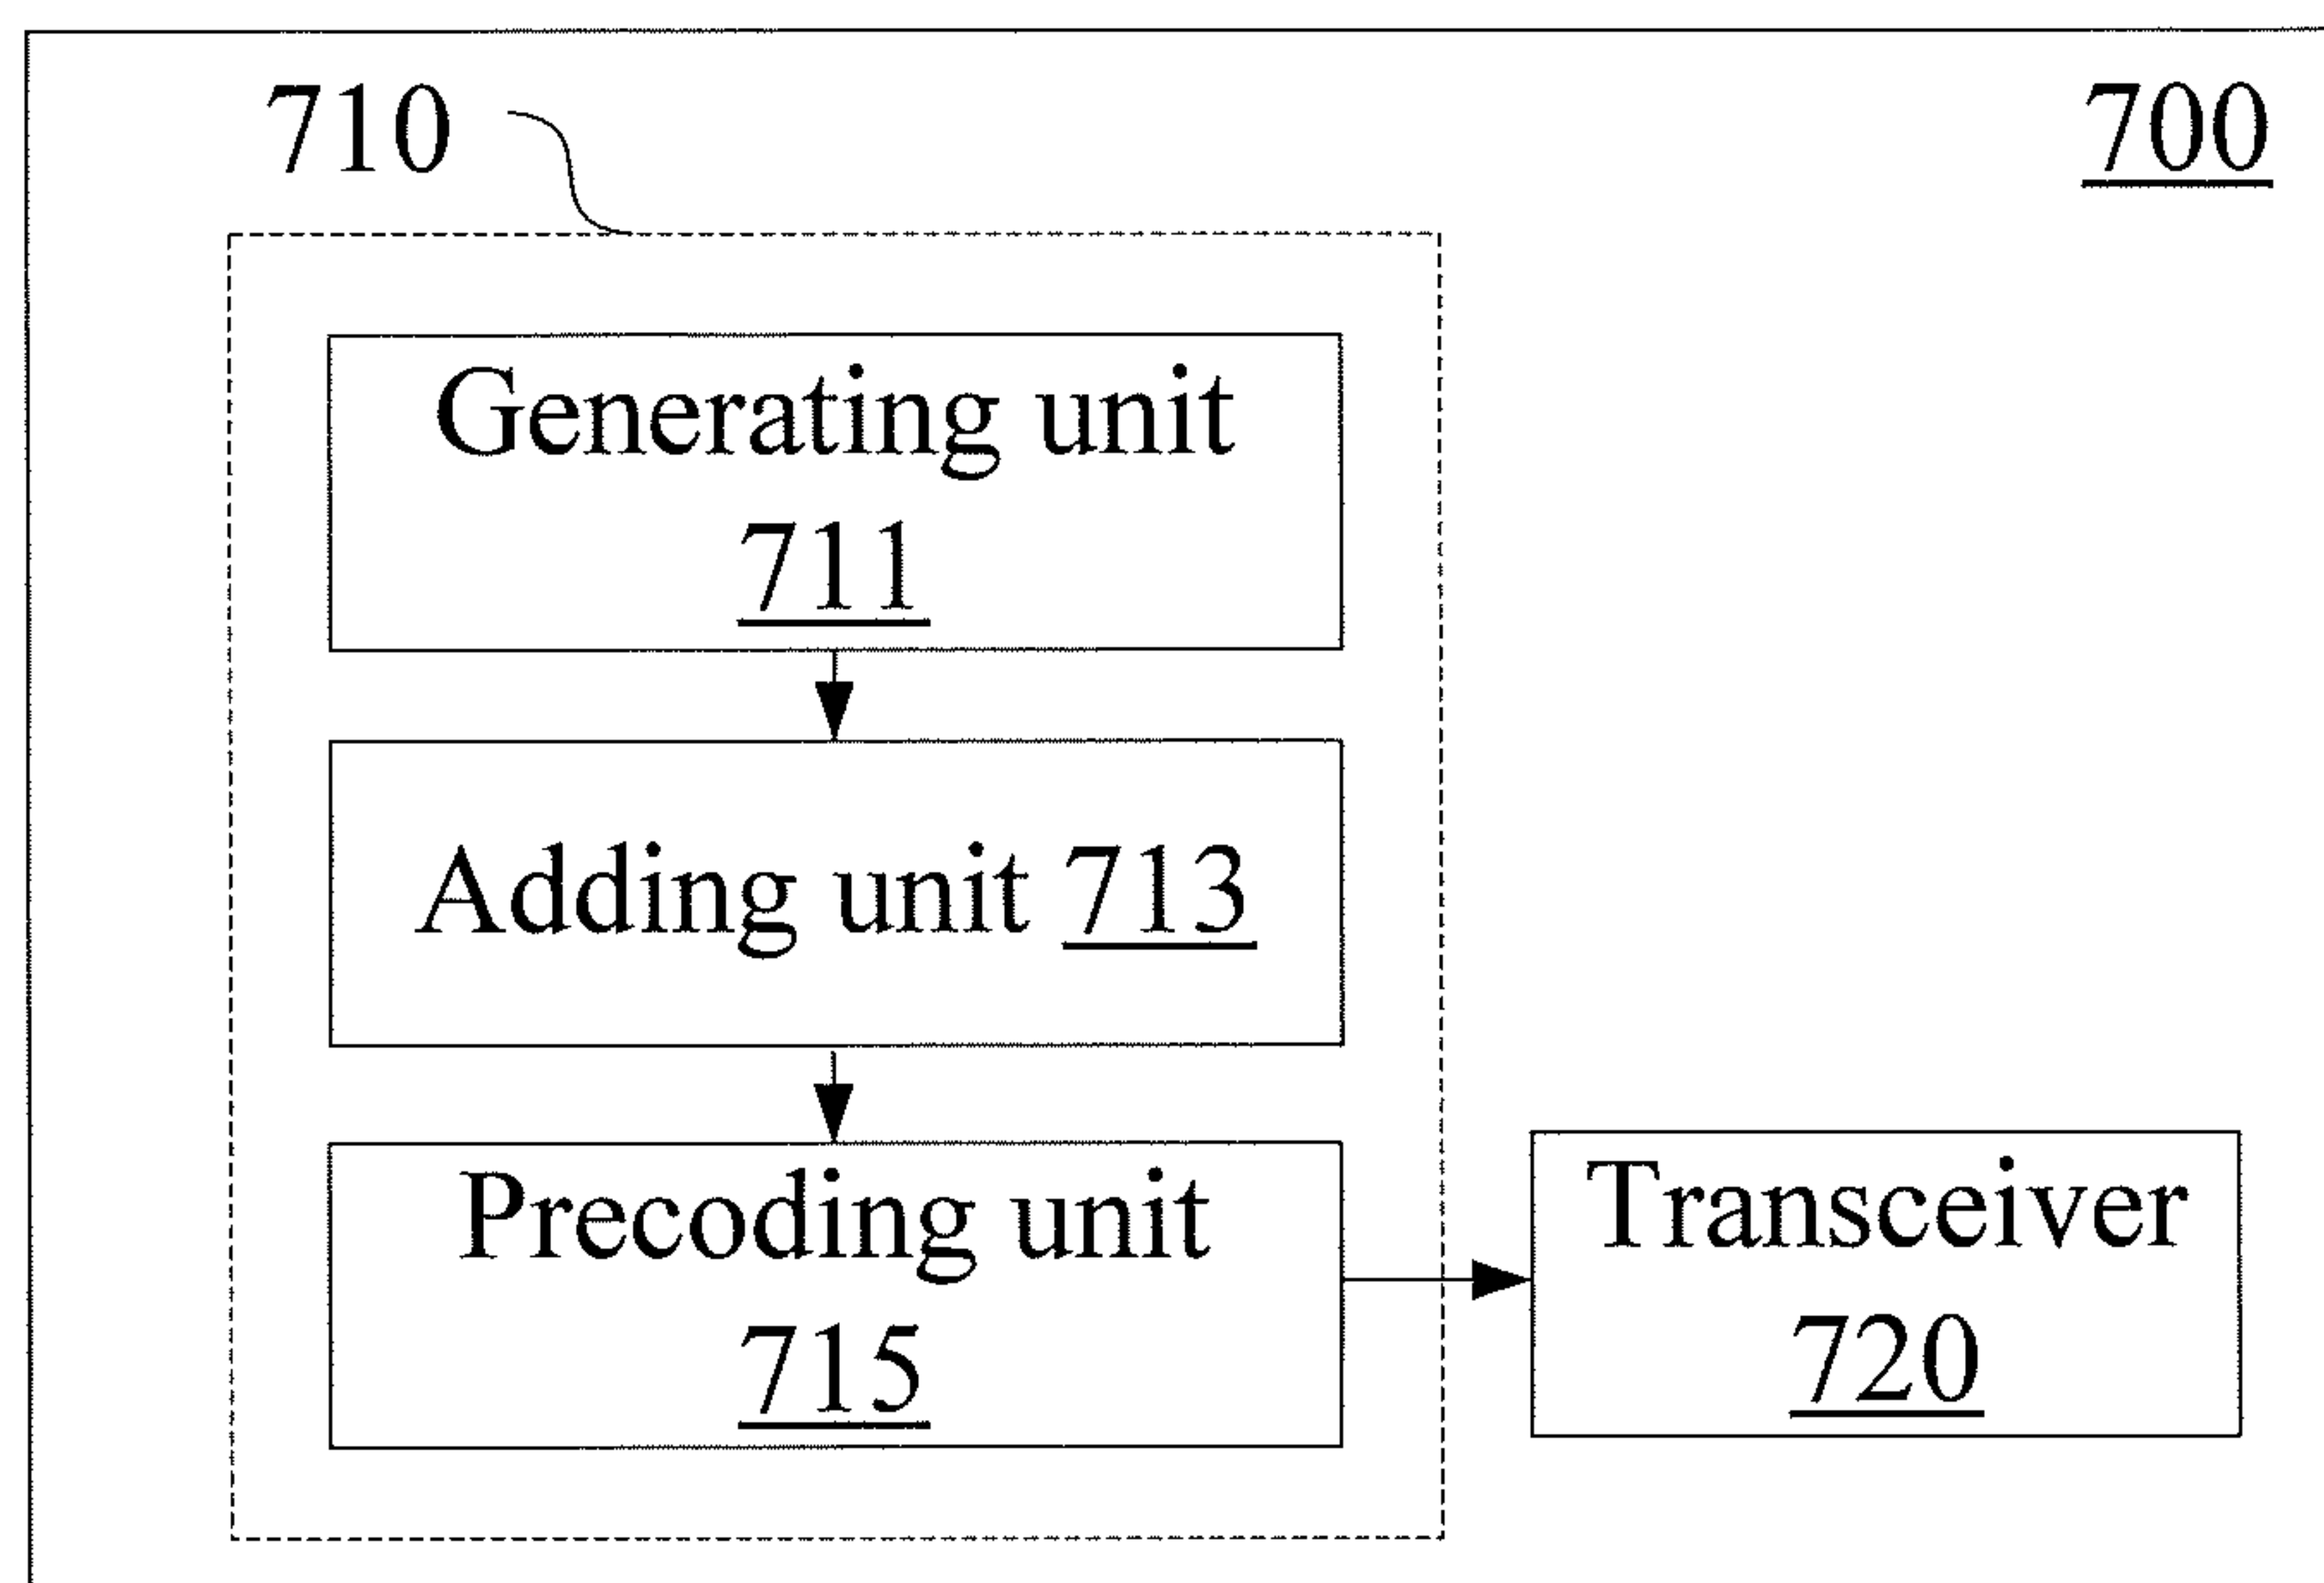 710
700
Generating unit
711
Adding unit 713
Precoding unit
715
Transceiver
720